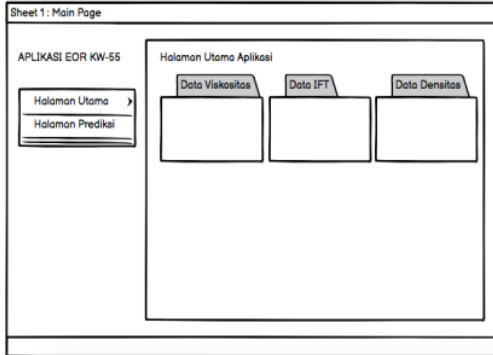 Sheet 1 : Main Page
APLIKASI EOR KW-55
Halaman Utama
Halaman Prediksi
Halaman Utama Aplikasi
Data Viskositas
Data IFT
Data Densitas